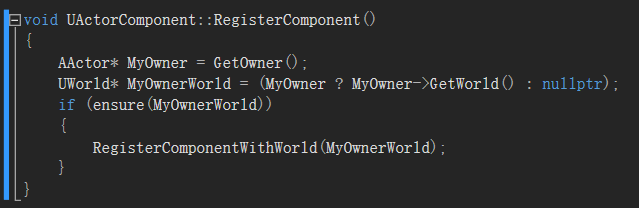 void UActorComponent::RegisterComponent()
{
    AActor* MyOwner = GetOwner();
    UWorld* MyOwnerWorld = (MyOwner ? MyOwner->GetWorld() : nullptr);
    if (ensure(MyOwnerWorld))
    {
        RegisterComponentWithWorld(MyOwnerWorld);
    }
}